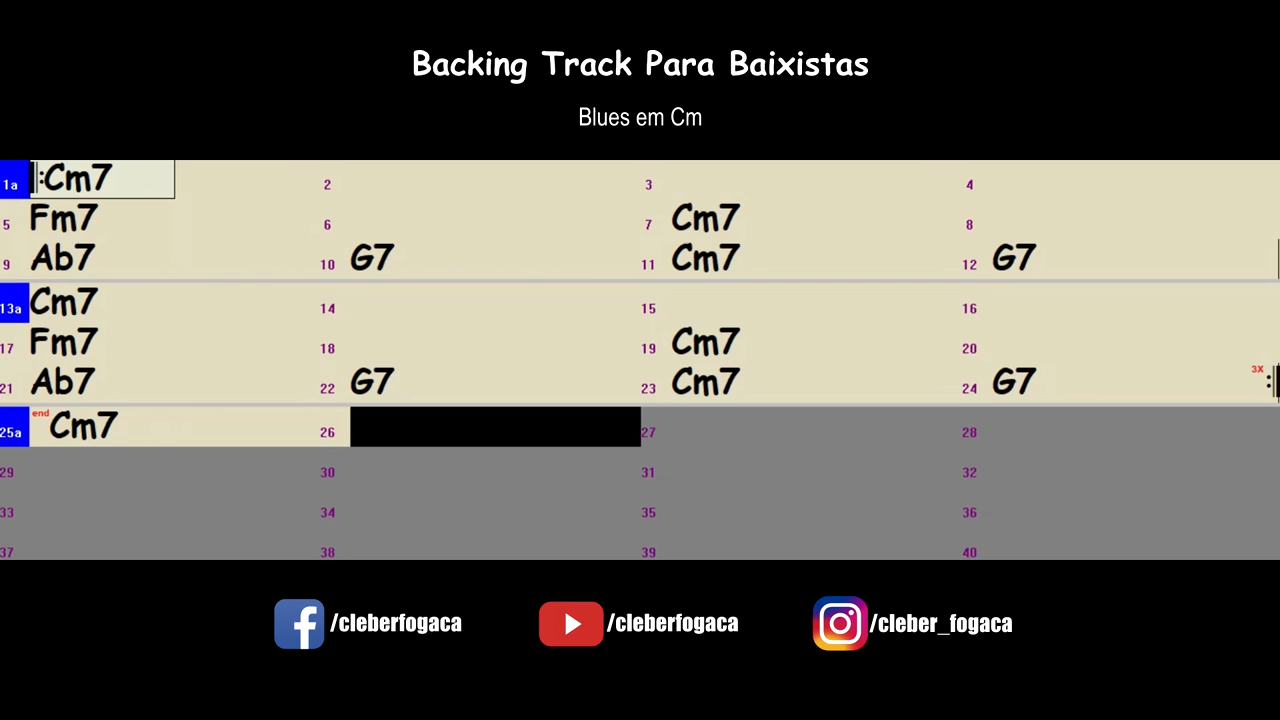 Backing Track Para Baixistas
Blues em Cm
1a Cm7 2 3 4
5 Fm7 6 7 Cm7 8
9 Ab7 10 G7 11 Cm7 12 G7
13a Cm7 14 15 16
17 Fm7 18 19 Cm7 20
21 Ab7 22 G7 23 Cm7 24 G7 3X
25a end Cm7 26 27 28
29 30 31 32
33 34 35 36
37 38 39 40
/cleberfogaca /cleberfogaca /cleber_fogaca